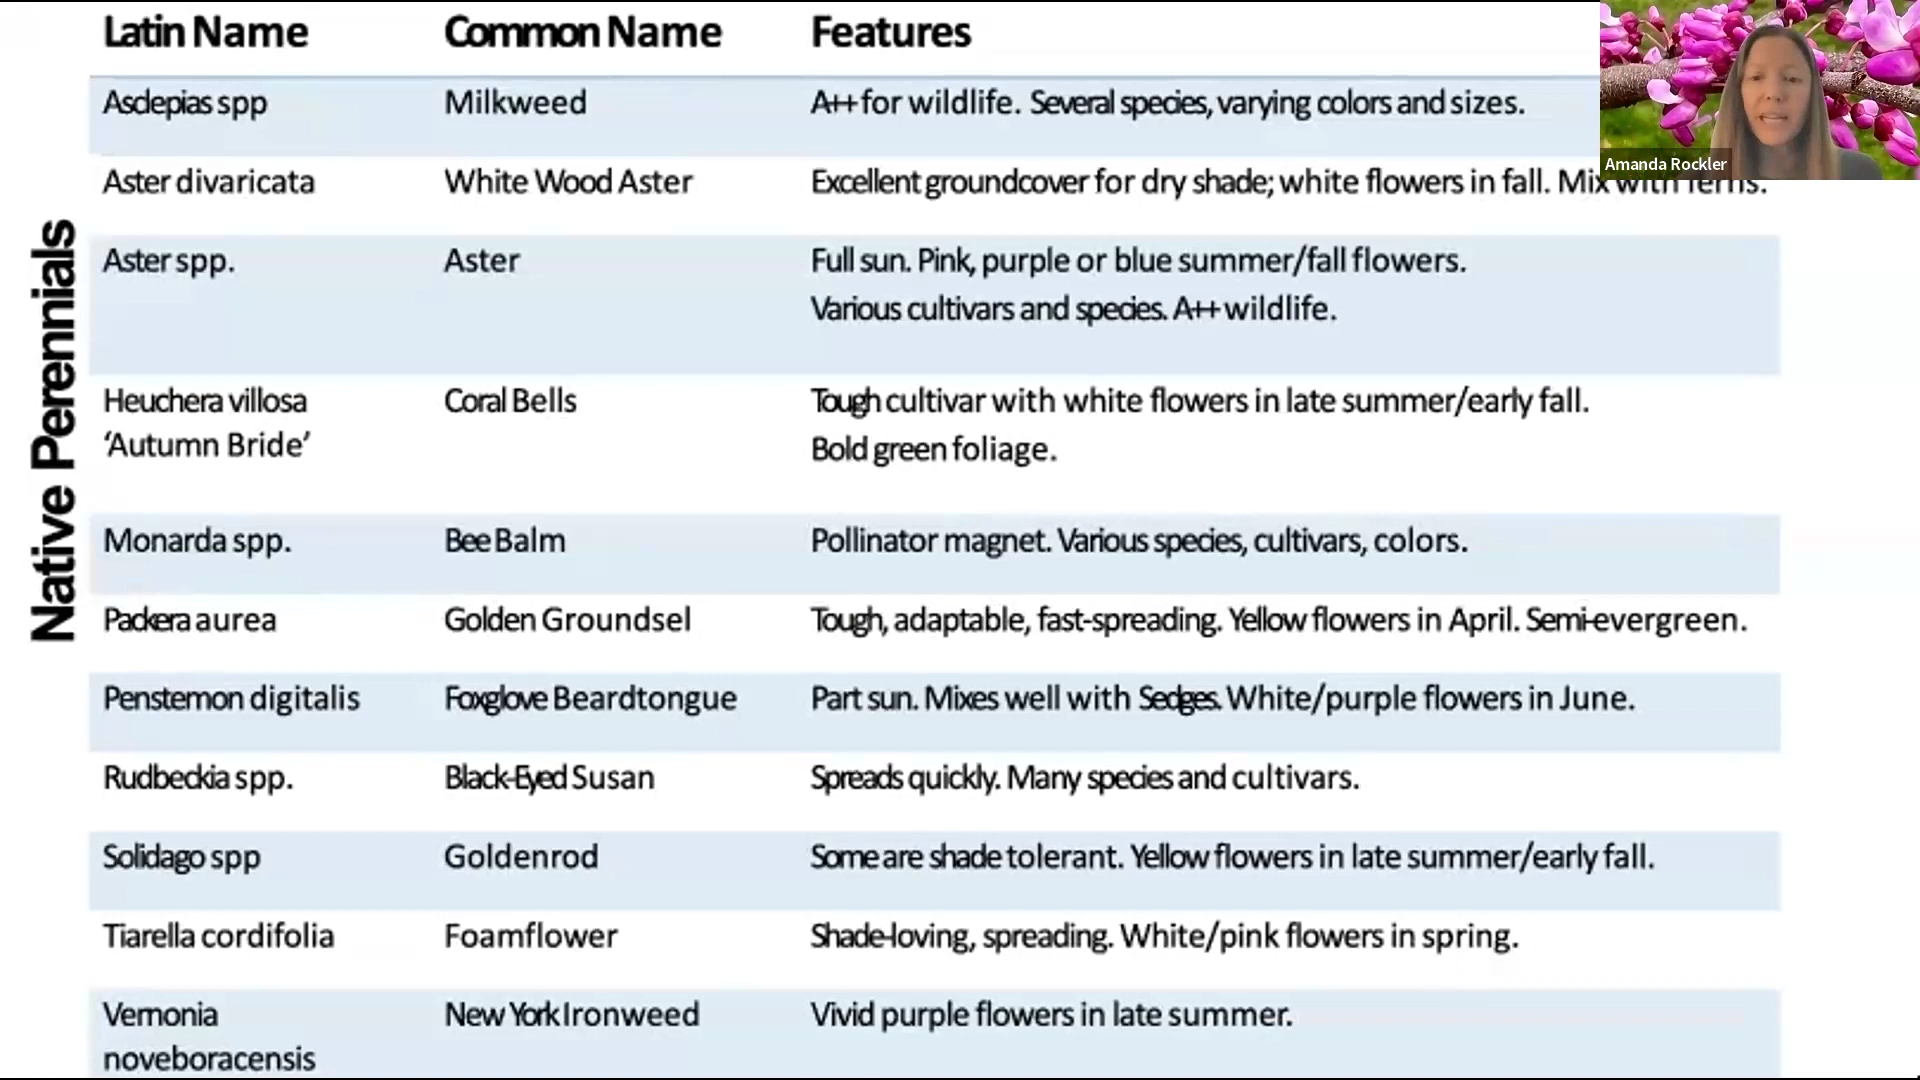 Latin Name Common Name Features
Asclepias spp Milkweed A++ for wildlife. Several species, varying colors and sizes.
Amanda Rockler
Aster divaricata White Wood Aster Excellent groundcover for dry shade; white flowers in fall. Mix with ferns.
Aster spp. Aster Full sun. Pink, purple or blue summer/fall flowers.
Various cultivars and species. A++ wildlife.
Native Perennials
Heuchera villosa Coral Bells Tough cultivar with white flowers in late summer/early fall.
‘Autumn Bride’ Bold green foliage.
Monarda spp. Bee Balm Pollinator magnet. Various species, cultivars, colors.
Packera aurea Golden Groundsel Tough, adaptable, fast-spreading. Yellow flowers in April. Semi-evergreen.
Penstemon digitalis Foxglove Beardtongue Part sun. Mixes well with Sedges. White/purple flowers in June.
Rudbeckia spp. Black-Eyed Susan Spreads quickly. Many species and cultivars.
Solidago spp Goldenrod Some are shade tolerant. Yellow flowers in late summer/early fall.
Tiarella cordifolia Foamflower Shade-loving, spreading. White/pink flowers in spring.
Vernonia New York Ironweed Vivid purple flowers in late summer.
noveboracensis